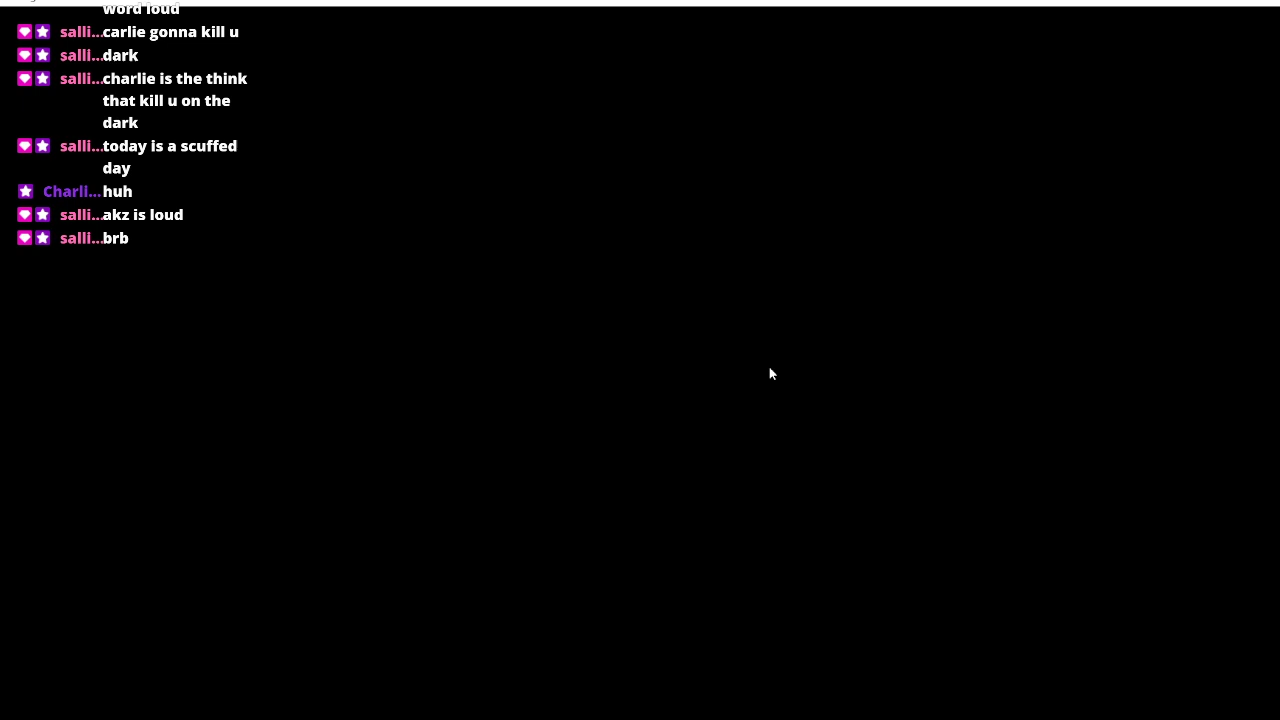 word loud
salli...carlie gonna kill u
salli...dark
salli...charlie is the think
that kill u on the
dark
salli...today is a scuffed
day
Charli...huh
salli...akz is loud
salli...brb